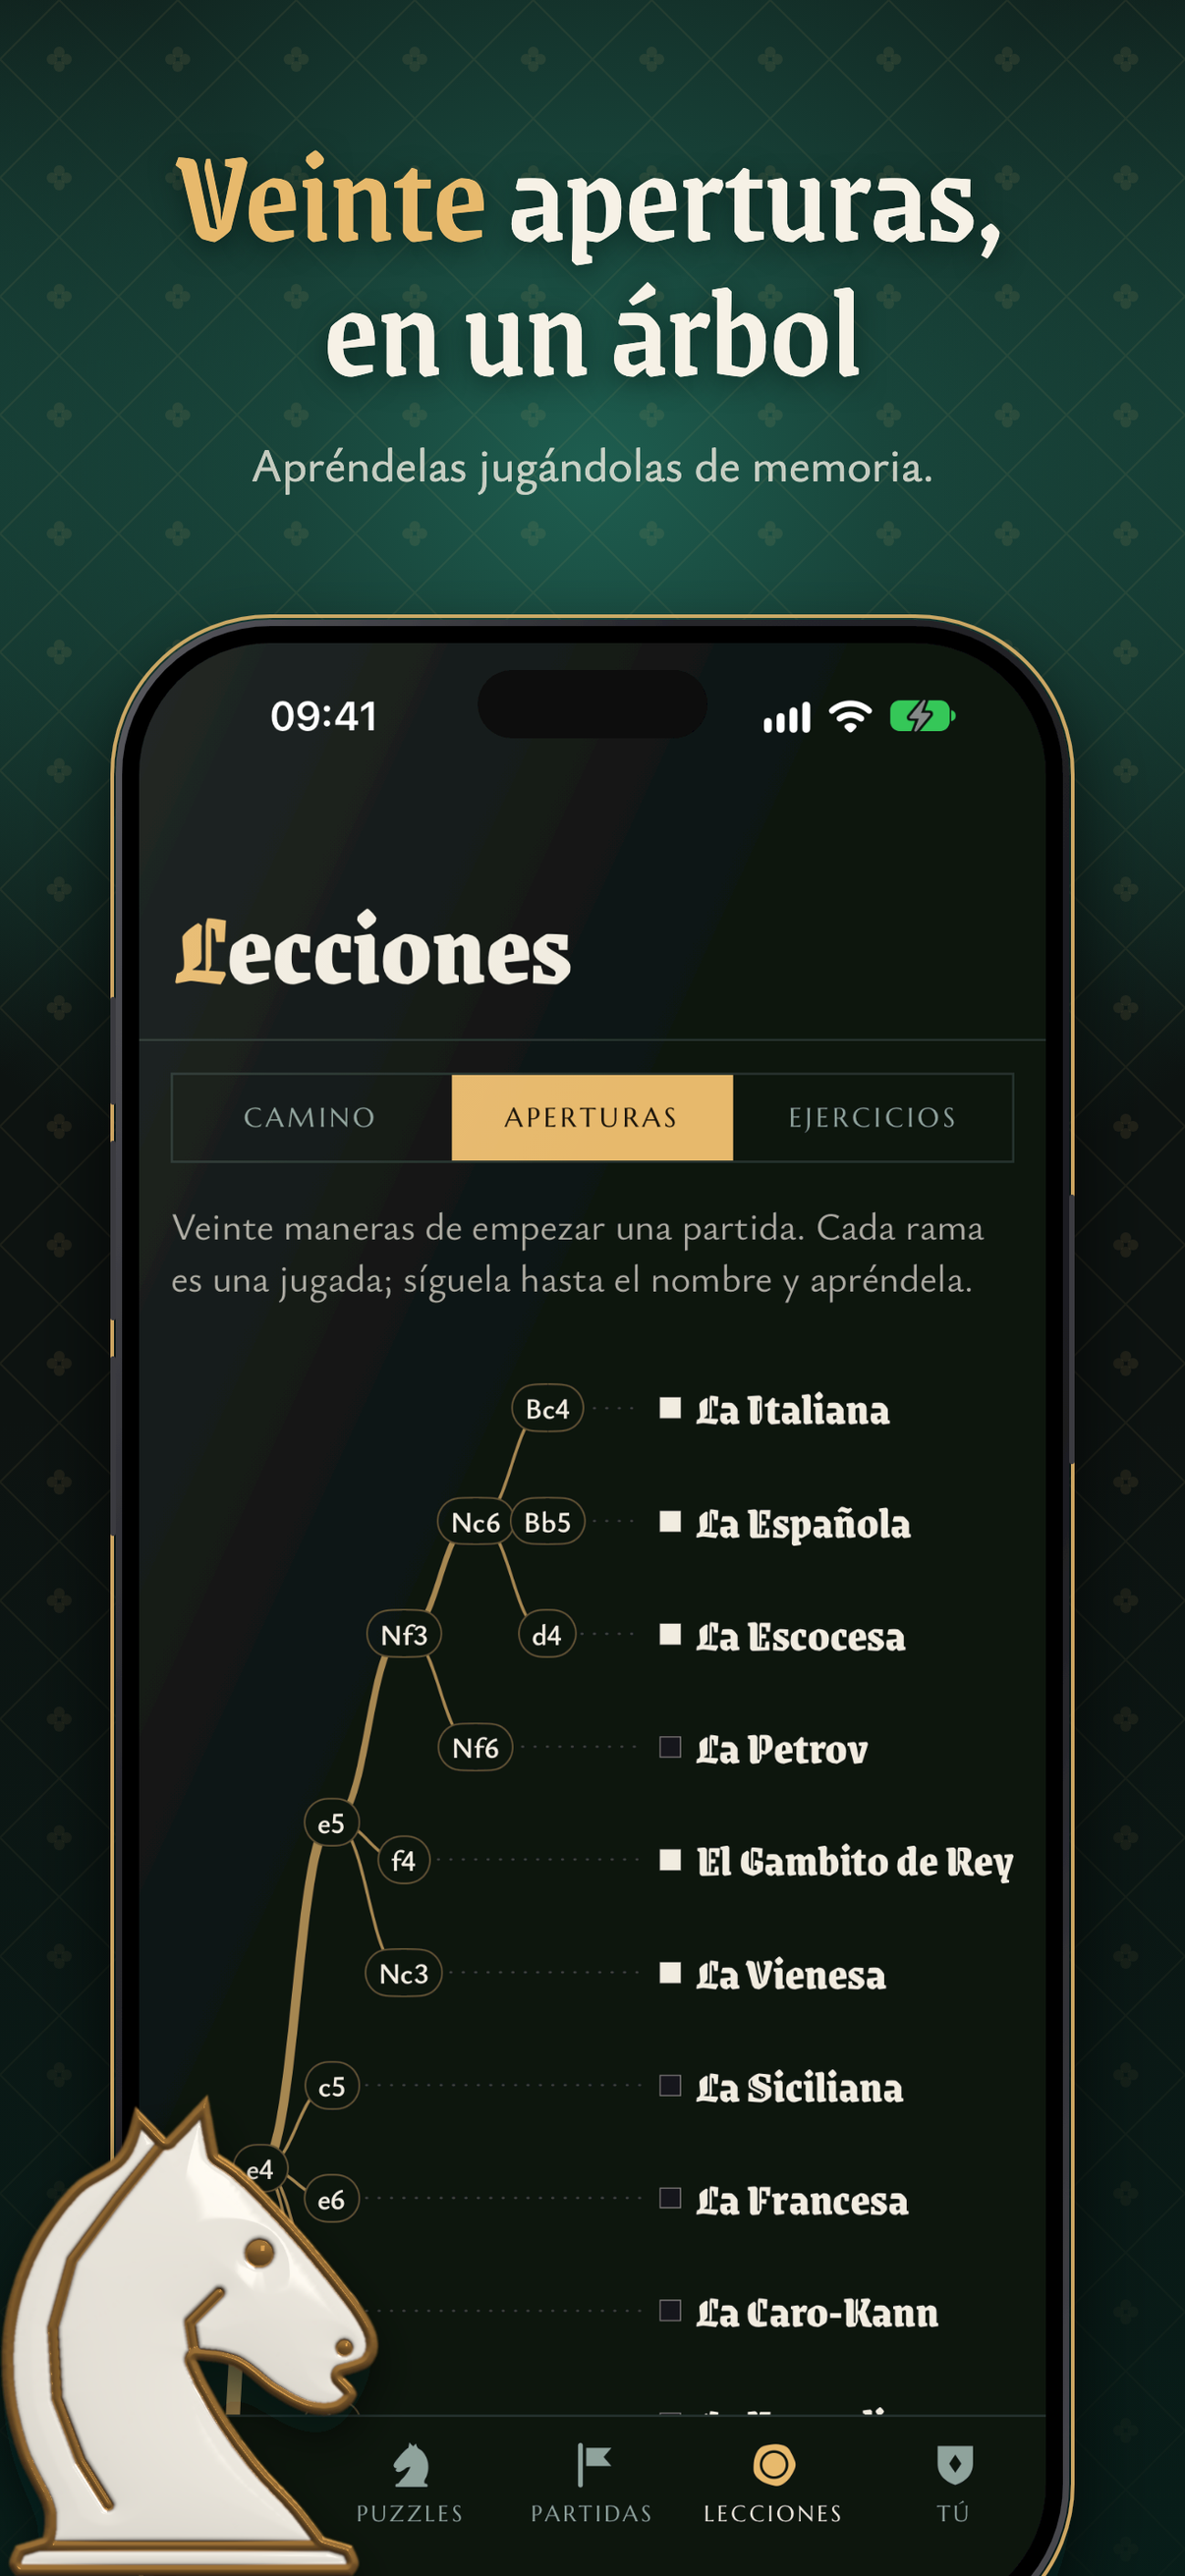 Veinte aperturas,
en un árbol
Apréndelas jugándolas de memoria.
09:41
Lecciones
CAMINO APERTURAS EJERCICIOS
Veinte maneras de empezar una partida. Cada rama
es una jugada; síguela hasta el nombre y apréndela.
Bc4 La Italiana
Nc6 Bb5 La Española
Nf3 d4 La Escocesa
Nf6 La Petrov
e5
f4 El Gambito de Rey
Nc3 La Vienesa
c5 La Siciliana
e4
e6 La Francesa
La Caro-Kann
PUZZLES PARTIDAS LECCIONES TÚ